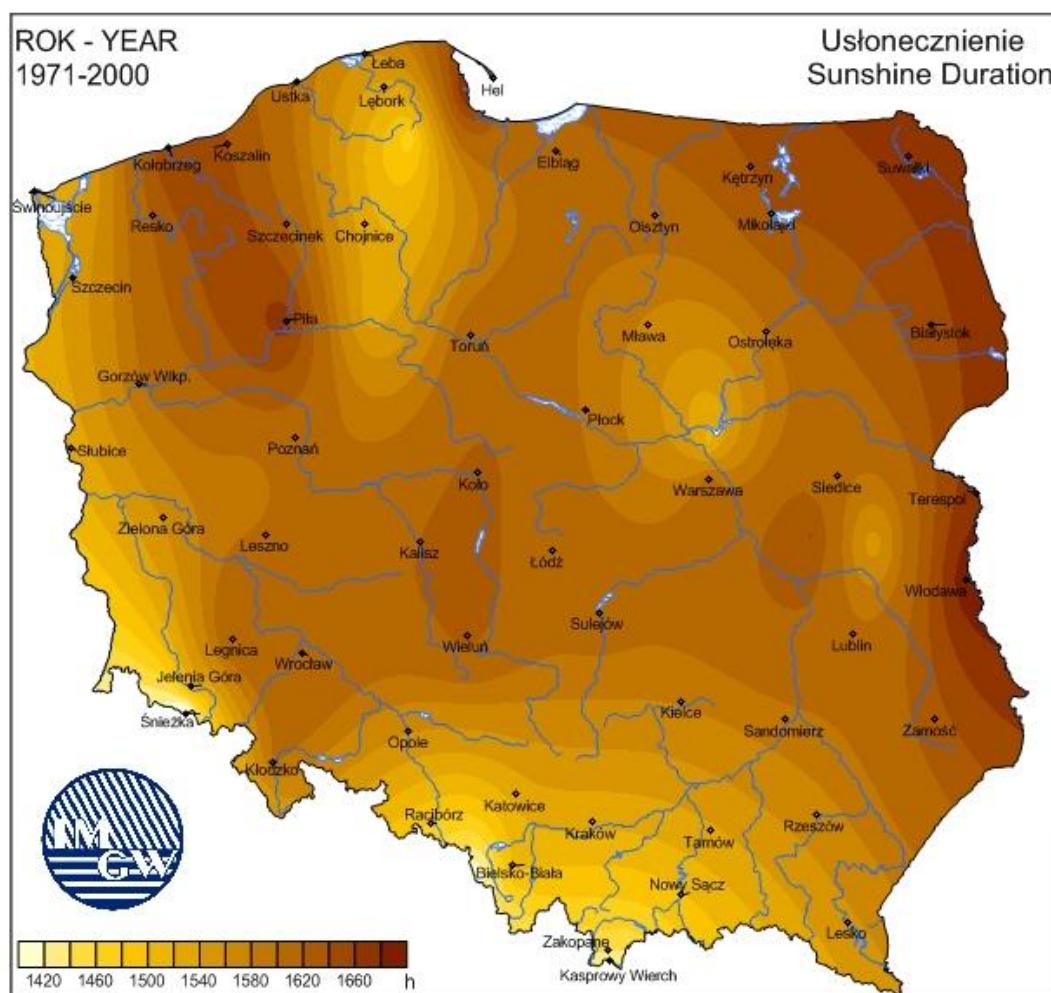 ROK - YEAR
1971-2000
Usłonecznienie
Sunshine Duration
Łeba
Hel
Ustka
Lębork
Koszalin
Kołobrzeg
Elbląg
Kętrzyn
Suwałki
Świnoujście
Resko
Szczecinek
Chojnice
Olsztyn
Mikołajki
Szczecin
Piła
Toruń
Mława
Ostrołęka
Białystok
Gorzów Wlkp.
Płock
Słubice
Poznań
Koło
Warszawa
Siedlce
Terespol
Zielona Góra
Leszno
Kalisz
Łódź
Włodawa
Sulejów
Legnica
Wrocław
Wieluń
Lublin
Jelenia Góra
Śnieżka
Kielce
Sandomierz
Zamość
Opole
Kłodzko
Katowice
Racibórz
Kraków
Tarnów
Rzeszów
Bielsko-Biała
Nowy Sącz
Lesko
Zakopane
Kasprowy Wierch
IM
GW
1420 1460 1500 1540 1580 1620 1660 h